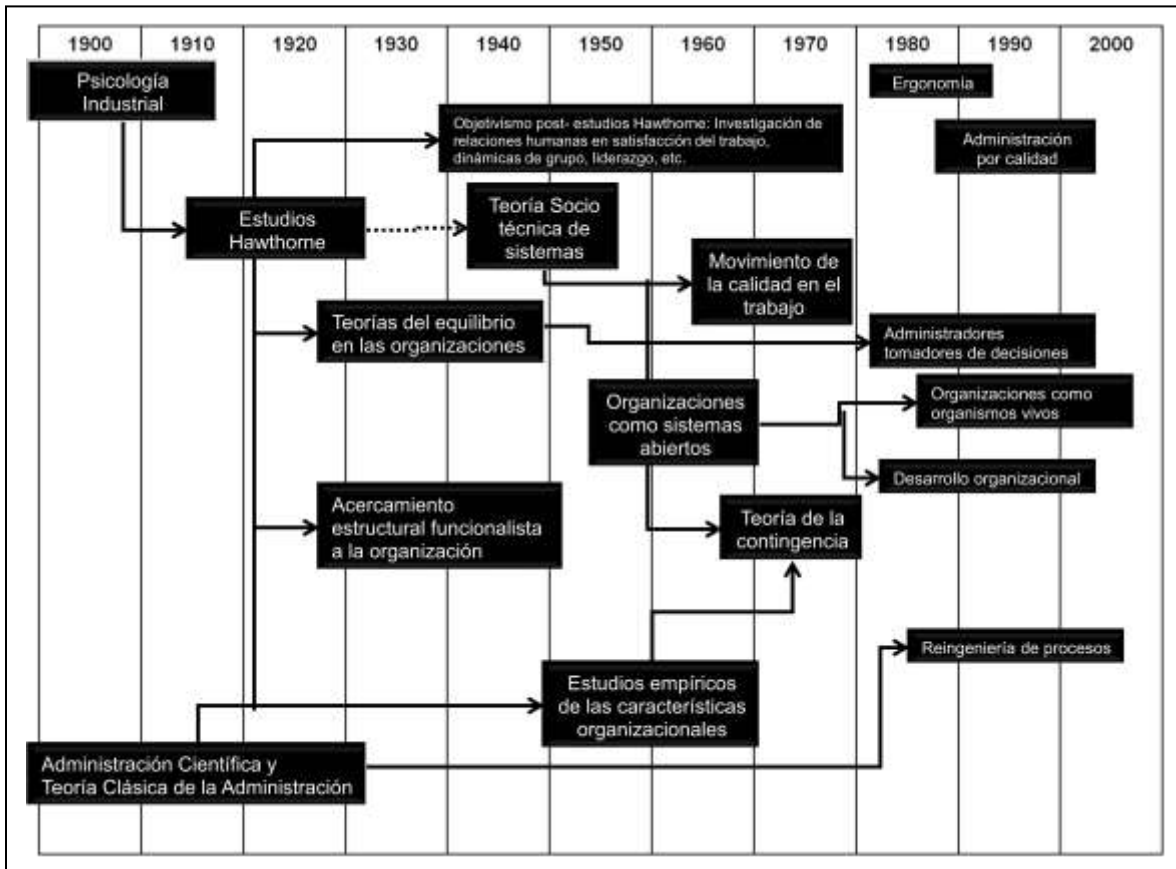 1900 1910 1920 1930 1940 1950 1960 1970 1980 1990 2000
Psicología
Industrial
Ergonomía
Objetivismo post- estudios Hawthorne: Investigación de
relaciones humanas en satisfacción del trabajo,
dinámicas de grupo, liderazgo, etc.
Administración
por calidad
Estudios
Hawthorne
Teoría Socio
técnica de
sistemas
Movimiento de
la calidad en el
trabajo
Teorías del equilibrio
en las organizaciones
Administradores
tomadores de decisiones
Organizaciones
como sistemas
abiertos
Organizaciones como
organismos vivos
Desarrollo organizacional
Acercamiento
estructural funcionalista
a la organización
Teoría de la
contingencia
Reingeniería de procesos
Estudios empíricos
de las características
organizacionales
Administración Científica y
Teoría Clásica de la Administración